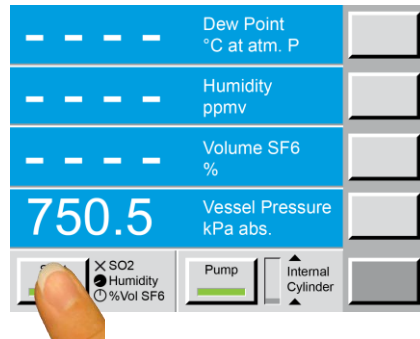 – – – –
Dew Point
°C at atm. P
– – – –
Humidity
ppmv
– – – –
Volume SF6
%
750.5
Vessel Pressure
kPa abs.
SO2
Humidity
%Vol SF6
Pump
Internal
Cylinder